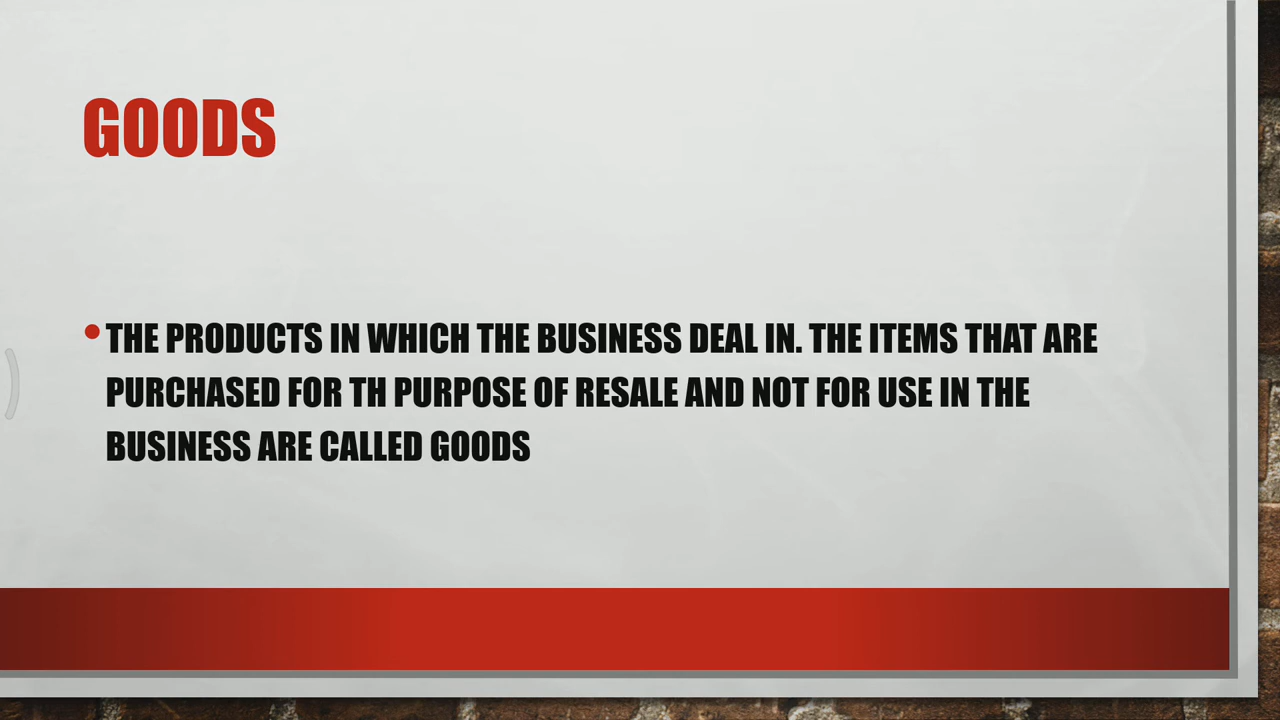 GOODS
• THE PRODUCTS IN WHICH THE BUSINESS DEAL IN. THE ITEMS THAT ARE
PURCHASED FOR TH PURPOSE OF RESALE AND NOT FOR USE IN THE
BUSINESS ARE CALLED GOODS